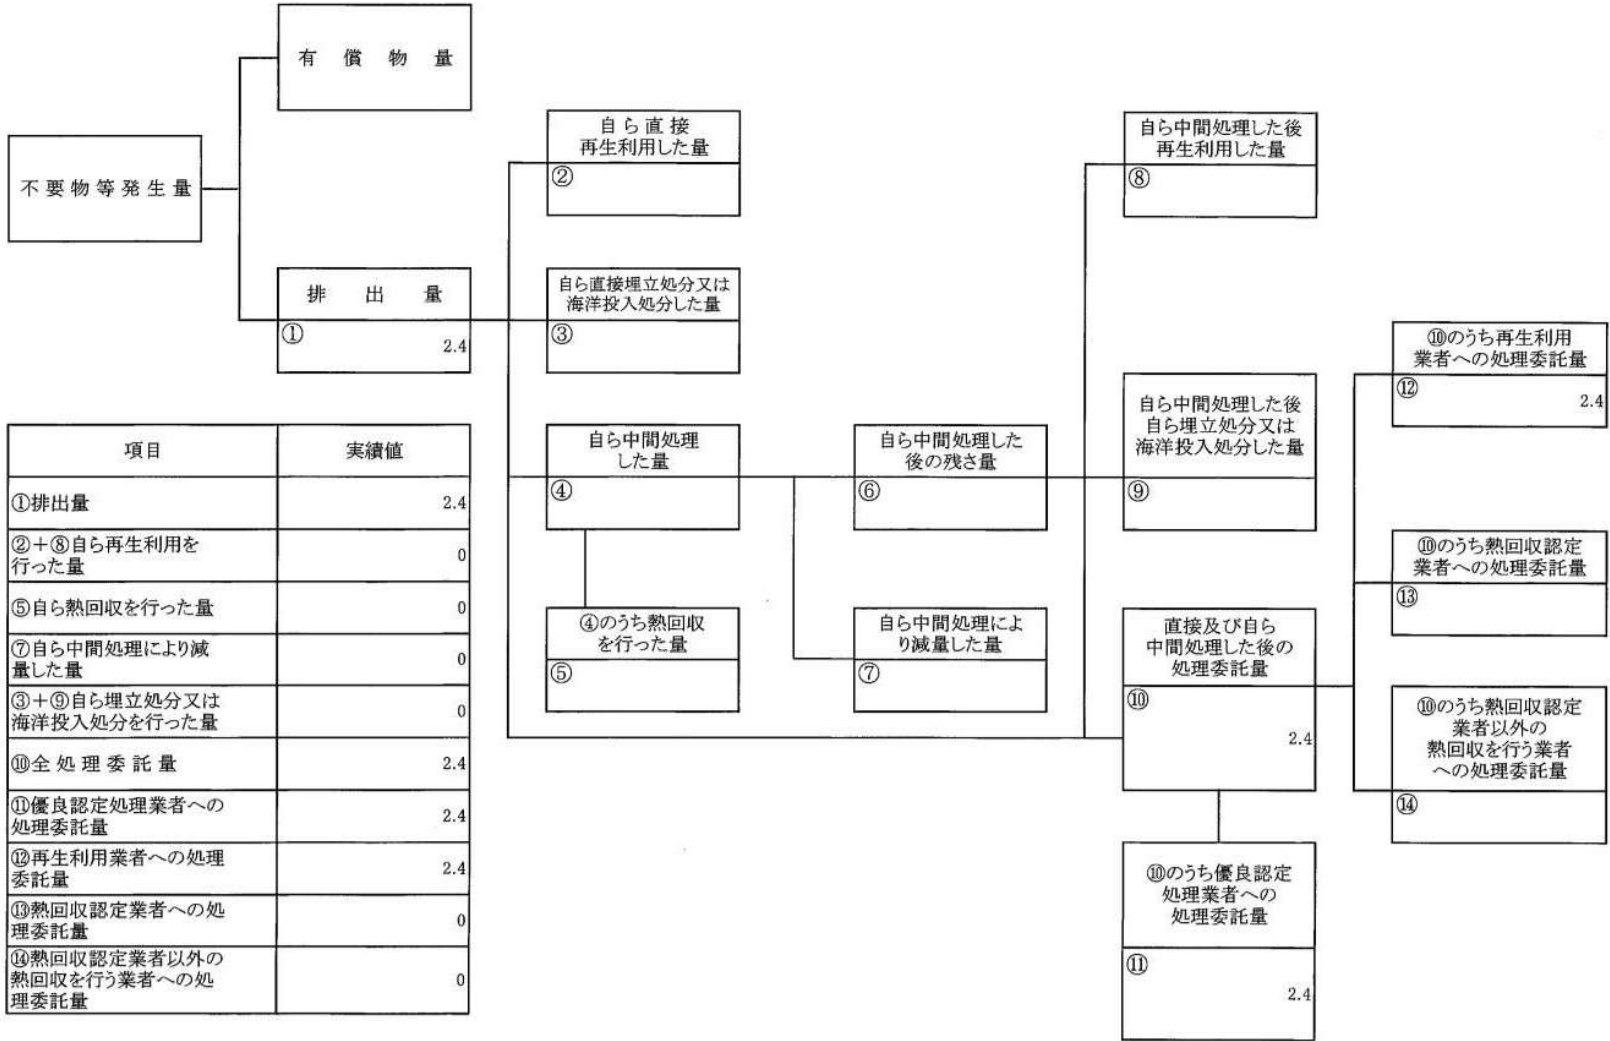 有償物量
不要物等発生量
排出量
①
2.4
自ら直接
再生利用した量
②
自ら直接埋立処分又は
海洋投入処分した量
③
自ら中間処理
した量
④
④のうち熱回収
を行った量
⑤
自ら中間処理した
後の残さ量
⑥
自ら中間処理によ
り減量した量
⑦
自ら中間処理した後
再生利用した量
⑧
自ら中間処理した後
自ら埋立処分又は
海洋投入処分した量
⑨
直接及び自ら
中間処理した後の
処理委託量
⑩
2.4
⑩のうち優良認定
処理業者への
処理委託量
⑪
2.4
⑩のうち再生利用
業者への処理委託量
⑫
2.4
⑩のうち熱回収認定
業者への処理委託量
⑬
⑩のうち熱回収認定
業者以外の
熱回収を行う業者
への処理委託量
⑭
項目 実績値
①排出量 2.4
②+⑧自ら再生利用を
行った量 0
⑤自ら熱回収を行った量 0
⑦自ら中間処理により減
量した量 0
③+⑨自ら埋立処分又は
海洋投入処分を行った量 0
⑩全処理委託量 2.4
⑪優良認定処理業者への
処理委託量 2.4
⑫再生利用業者への処理
委託量 2.4
⑬熱回収認定業者への処
理委託量 0
⑭熱回収認定業者以外の
熱回収を行う業者への処
理委託量 0